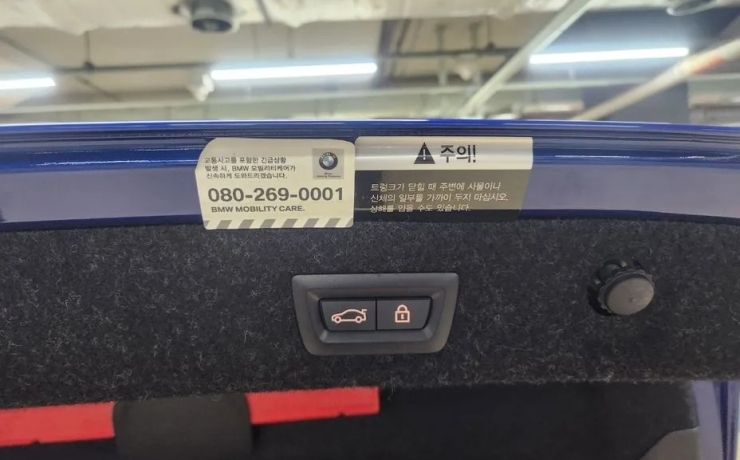 교통사고를 포함한 긴급상황
발생 시, BMW 모빌리티케어가
신속하게 도와드리겠습니다.
080-269-0001
BMW MOBILITY CARE.
주의!
트렁크가 닫힐 때 주변에 사물이나
신체의 일부를 가까이 두지 마십시오.
상해를 입을 수도 있습니다.